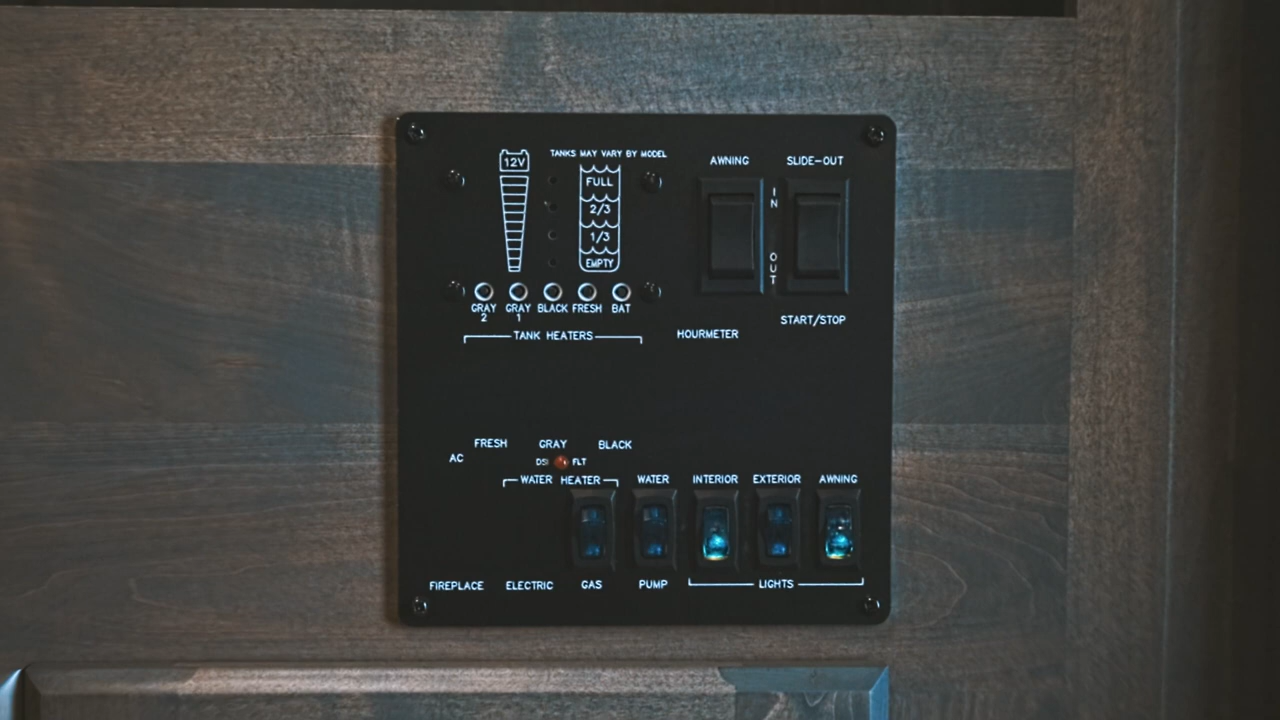 12V
TANKS MAY VARY BY MODEL
FULL
2/3
1/3
EMPTY
GRAY 2
GRAY 1
BLACK
FRESH
BAT
TANK HEATERS
AWNING
SLIDE-OUT
IN
OUT
HOURMETER
START/STOP
FRESH
GRAY
BLACK
AC
DSI
FLT
WATER HEATER
WATER
INTERIOR
EXTERIOR
AWNING
FIREPLACE
ELECTRIC
GAS
PUMP
LIGHTS